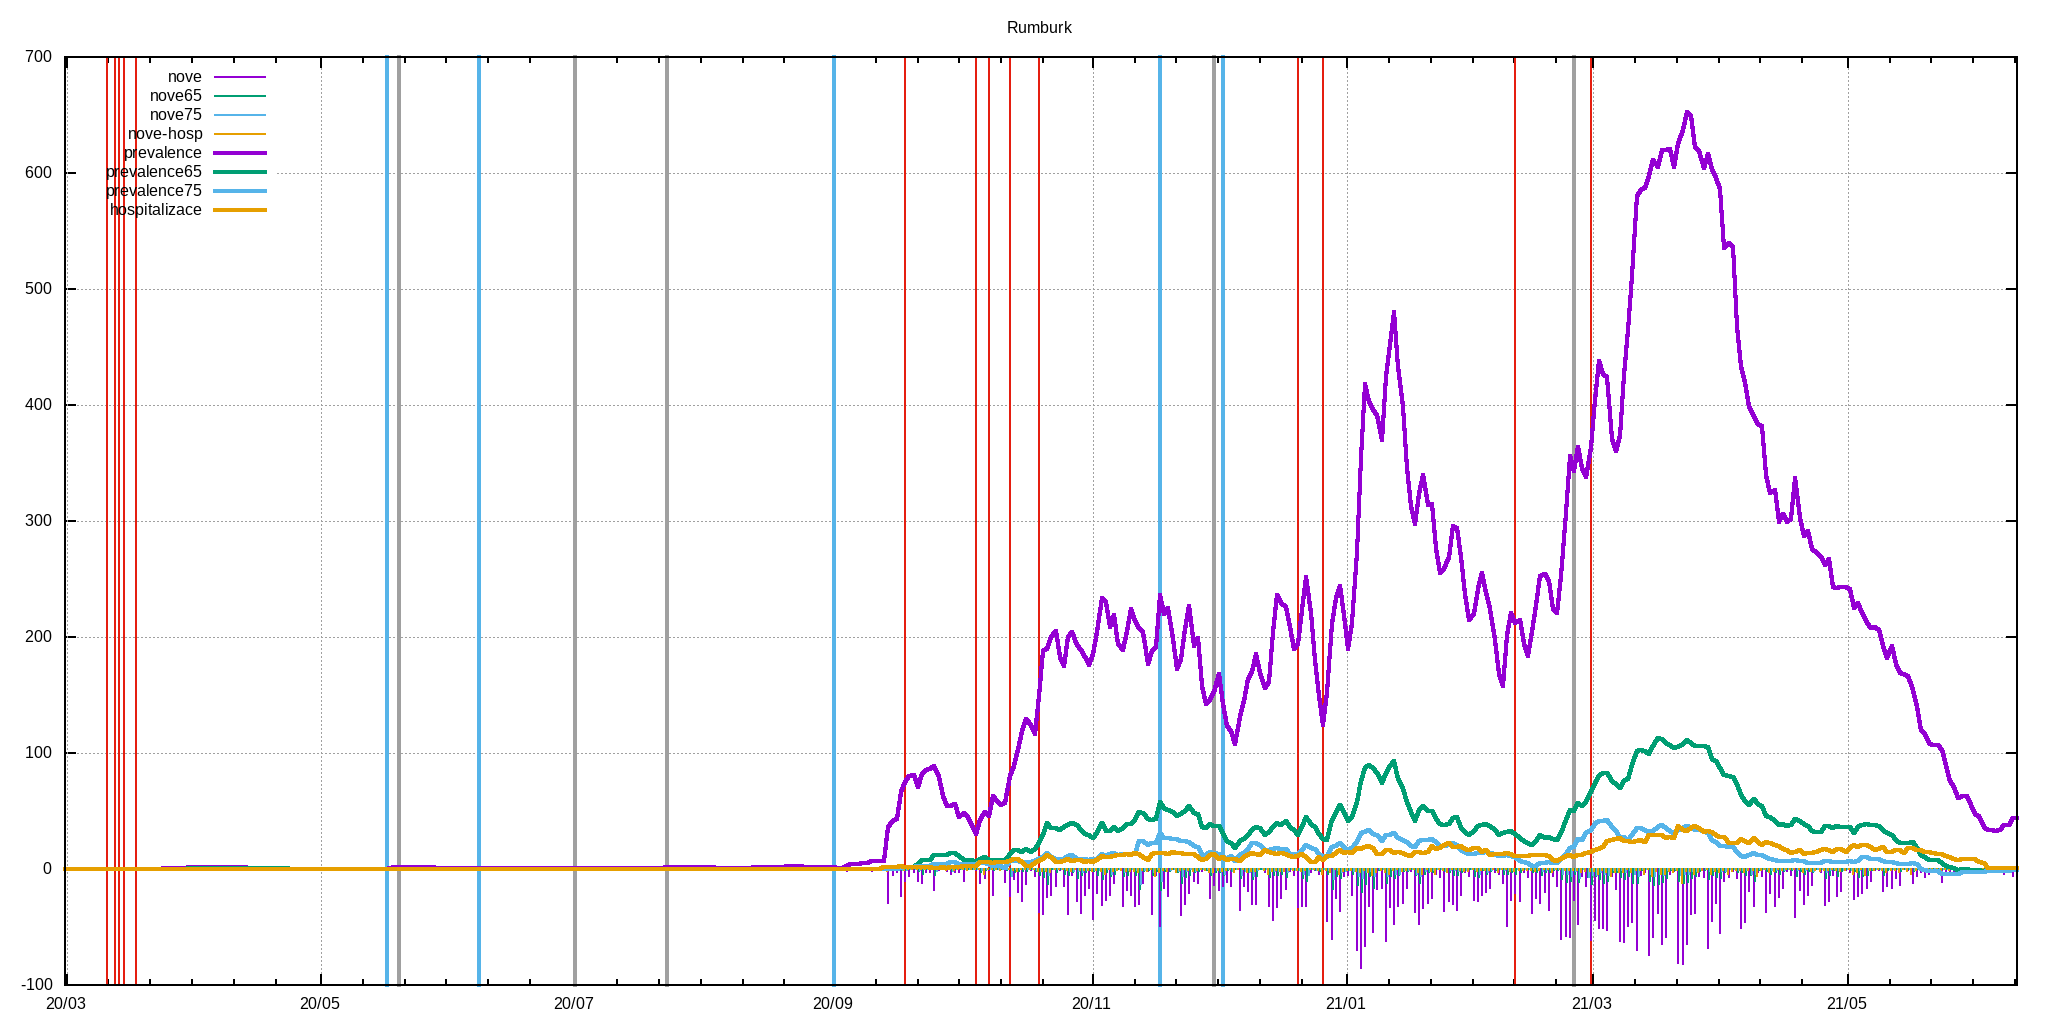 Rumburk
700
nove
nove65
nove75
nove-hosp
prevalence
prevalence65
prevalence75
hospitalizace
600
500
400
300
200
100
0
-100
20/03 20/05 20/07 20/09 20/11 21/01 21/03 21/05